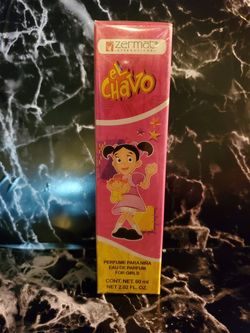 zermat
INTERNATIONAL
el
CHAVO
PERFUME PARA NIÑA
EAU DE PARFUM
FOR GIRLS
CONT. NET. 60 ml
NET 2.02 FL. OZ.